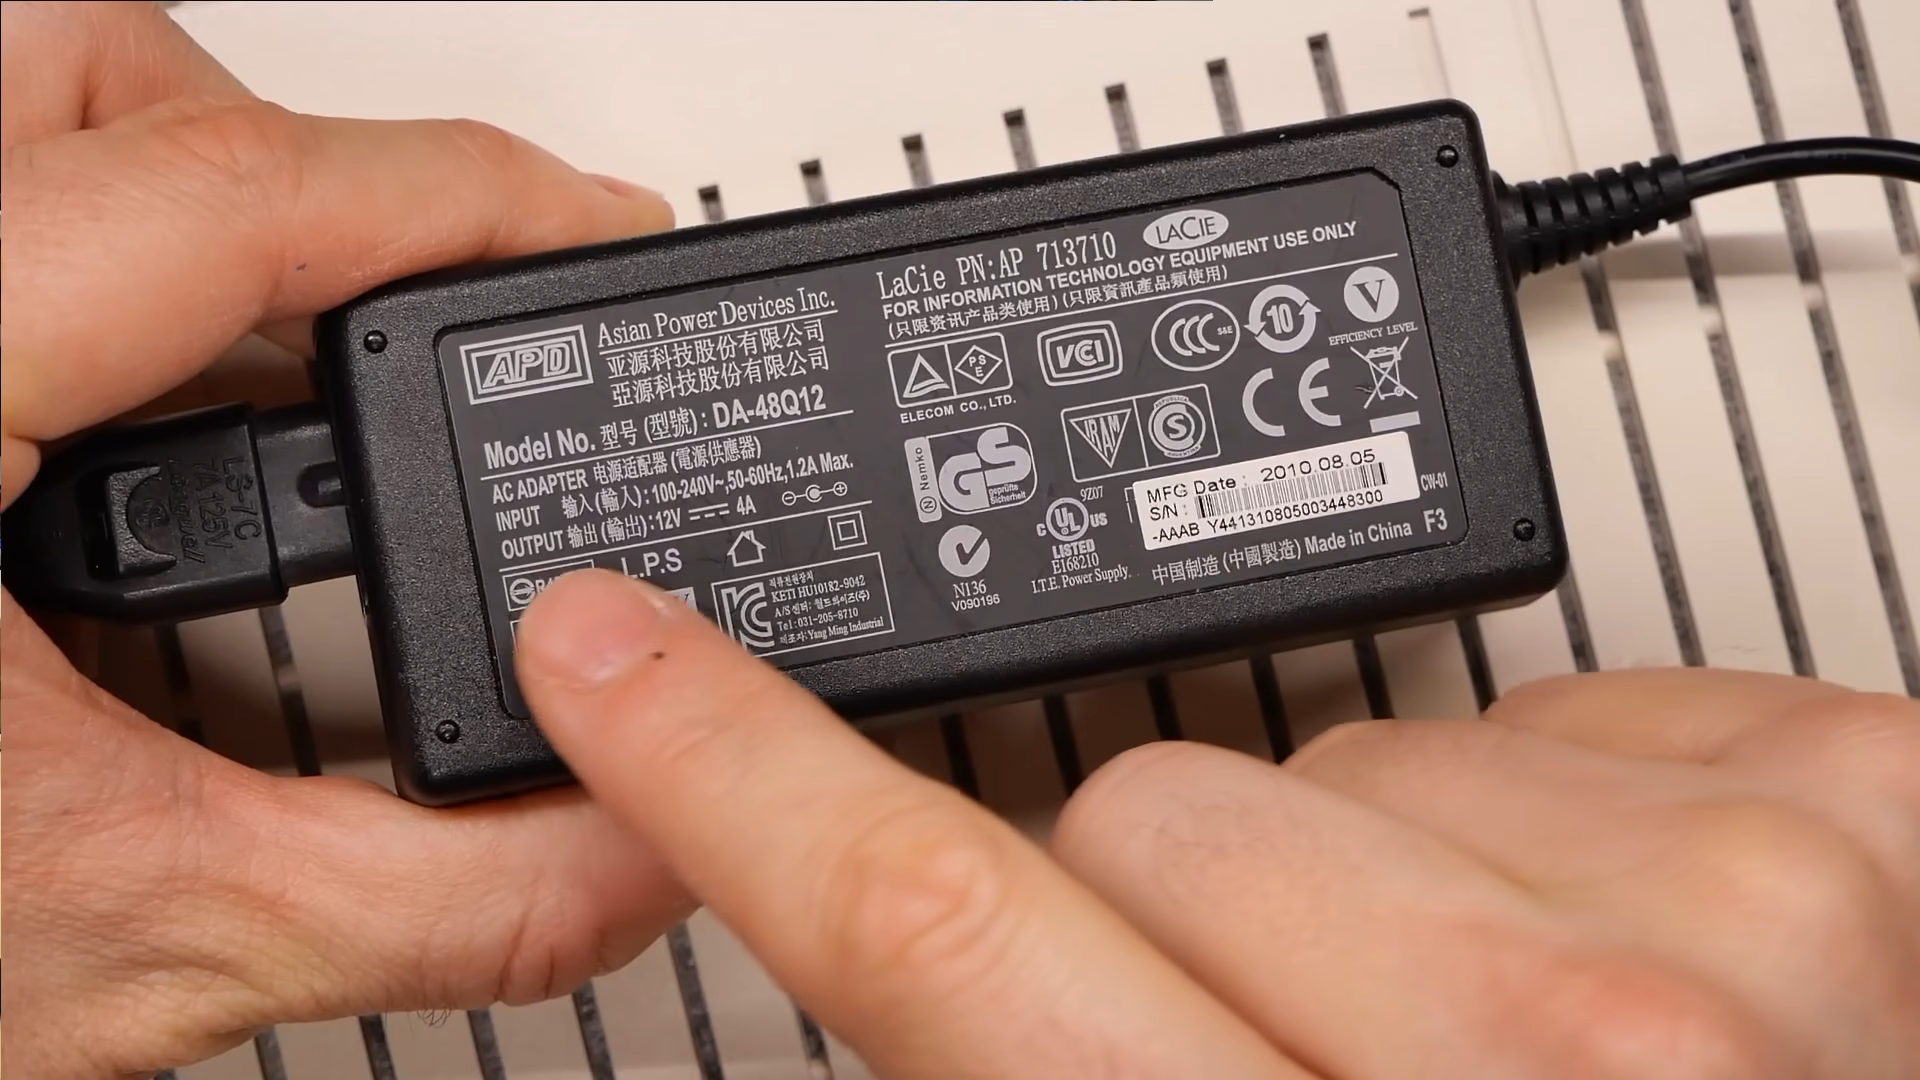 APD
Asian Power Devices Inc.
亚源科技股份有限公司
亞源科技股份有限公司
Model No. 型号 (型號) : DA-48Q12
AC ADAPTER 电源适配器 (電源供應器)
INPUT 输入 (輸入) : 100-240V~,50-60Hz,1.2A Max.
OUTPUT 输出 (輸出) : 12V 4A
L.P.S
KETI HU10182-9042
Tel : 031-205-8710
제조자: Yang Ming Industrial
LaCie PN:AP 713710
LACIE
FOR INFORMATION TECHNOLOGY EQUIPMENT USE ONLY
(只限资讯产品类使用) (只限資訊產品類使用)
PSE
ELECOM CO., LTD.
VCI
CCC S&E
10
V
EFFICIENCY LEVEL
N Nemko
GS
geprüfte Sicherheit
IRAM
S
ARGENTINA
CE
9Z07
C UL US
LISTED
E168210
I.T.E. Power Supply.
N136
V090196
MFG Date : 2010.08.05
S/N :
-AAAB Y441310805003448300
CW-01
中国制造 (中國製造) Made in China F3
LS-7C
7A125V